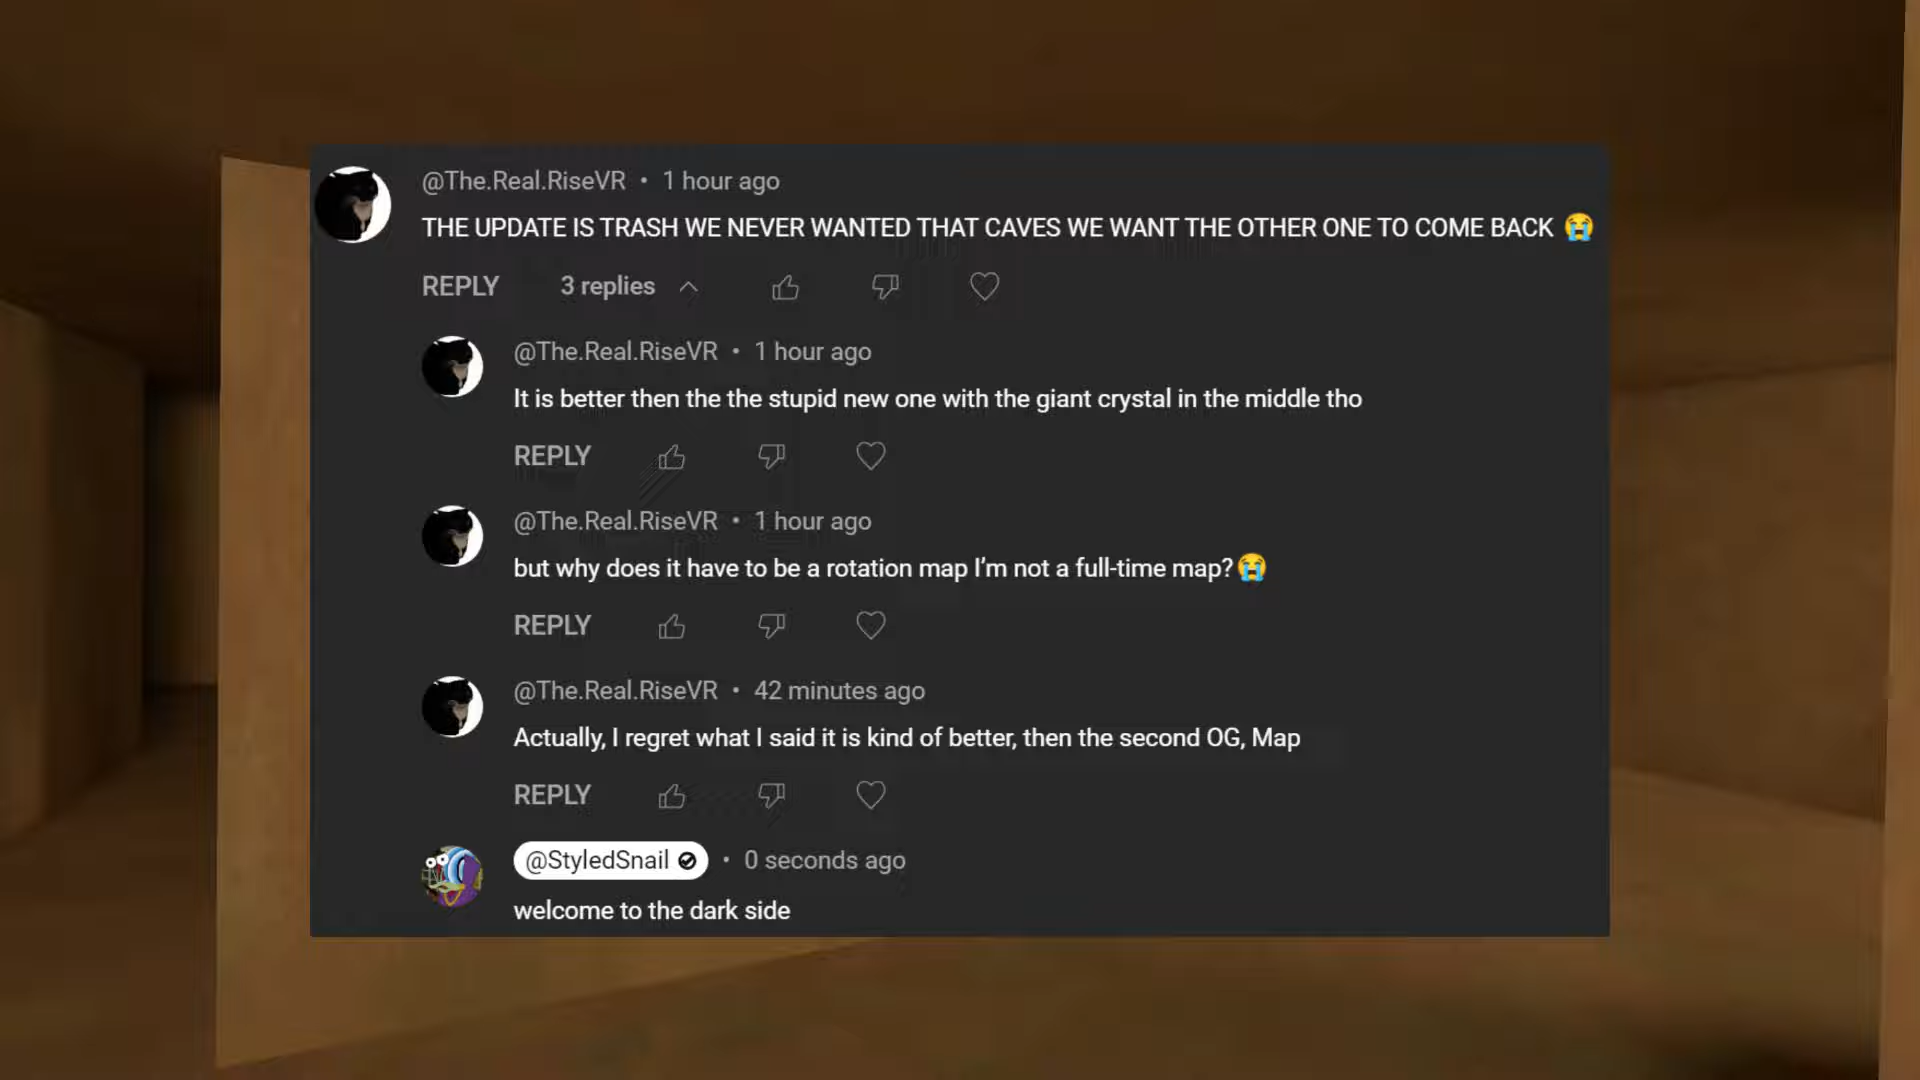 @The.Real.RiseVR • 1 hour ago
THE UPDATE IS TRASH WE NEVER WANTED THAT CAVES WE WANT THE OTHER ONE TO COME BACK 😭
REPLY 3 replies
@The.Real.RiseVR • 1 hour ago
It is better then the the stupid new one with the giant crystal in the middle tho
REPLY
@The.Real.RiseVR • 1 hour ago
but why does it have to be a rotation map I’m not a full-time map?😭
REPLY
@The.Real.RiseVR • 42 minutes ago
Actually, I regret what I said it is kind of better, then the second OG, Map
REPLY
@StyledSnail • 0 seconds ago
welcome to the dark side